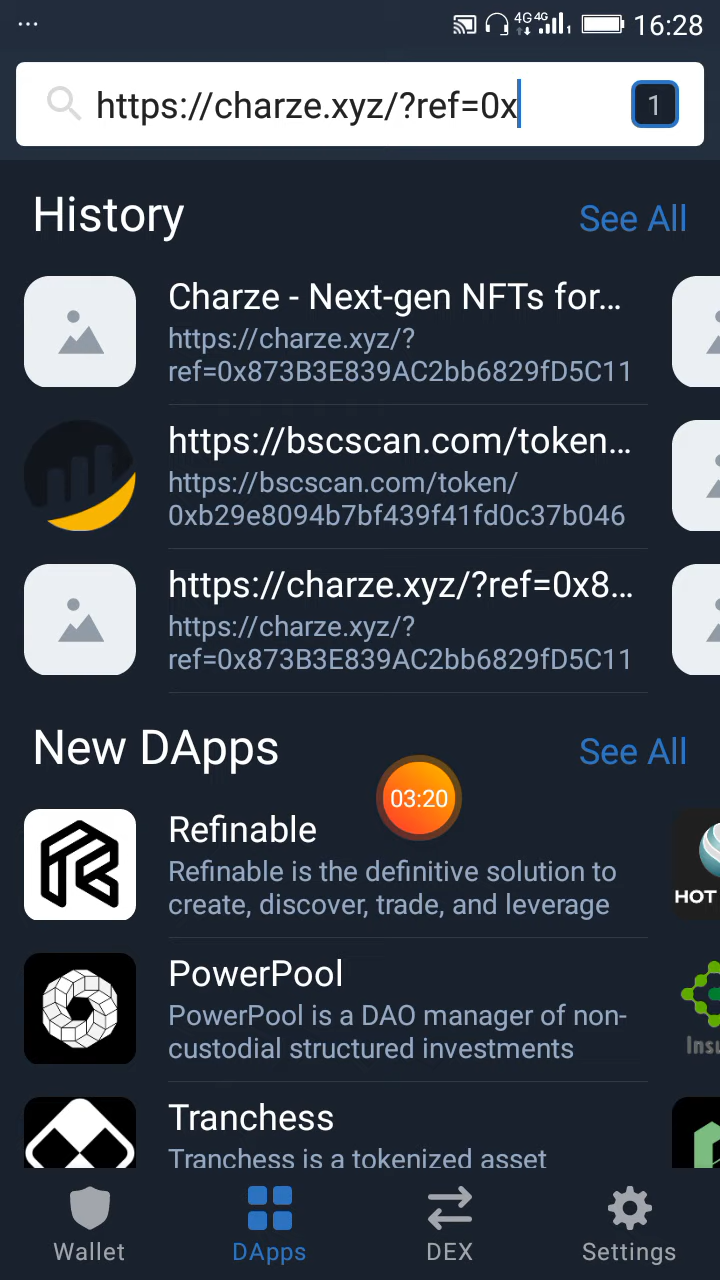 16:28
https://charze.xyz/?ref=0x
1
History
See All
Charze - Next-gen NFTs for...
https://charze.xyz/?
ref=0x873B3E839AC2bb6829fD5C11
https://bscscan.com/token...
https://bscscan.com/token/
0xb29e8094b7bf439f41fd0c37b046
https://charze.xyz/?ref=0x8...
https://charze.xyz/?
ref=0x873B3E839AC2bb6829fD5C11
New DApps
See All
03:20
Refinable
Refinable is the definitive solution to
create, discover, trade, and leverage
HOT
PowerPool
PowerPool is a DAO manager of non-
custodial structured investments
Insu
Tranchess
Tranchess is a tokenized asset
Wallet
DApps
DEX
Settings